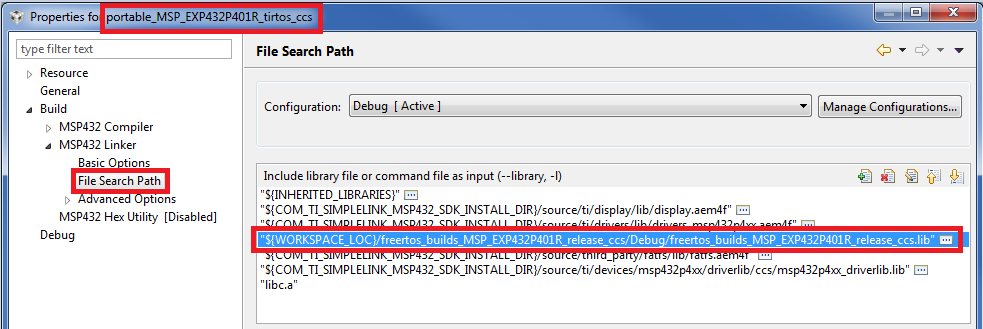 Properties for portable_MSP_EXP432P401R_tirtos_ccs
type filter text
Resource
General
Build
MSP432 Compiler
MSP432 Linker
Basic Options
File Search Path
Advanced Options
MSP432 Hex Utility [Disabled]
Debug
File Search Path
Configuration: Debug [ Active ] Manage Configurations...
Include library file or command file as input (--library, -l)
"${INHERITED_LIBRARIES}"
"${COM_TI_SIMPLELINK_MSP432_SDK_INSTALL_DIR}/source/ti/display/lib/display.aem4f"
"${COM_TI_SIMPLELINK_MSP432_SDK_INSTALL_DIR}/source/ti/drivers/lib/drivers_msp432p4xx.aem4f"
"${WORKSPACE_LOC}/freertos_builds_MSP_EXP432P401R_release_ccs/Debug/freertos_builds_MSP_EXP432P401R_release_ccs.lib"
"${COM_TI_SIMPLELINK_MSP432_SDK_INSTALL_DIR}/source/third_party/fatfs/lib/fatfs.aem4f"
"${COM_TI_SIMPLELINK_MSP432_SDK_INSTALL_DIR}/source/ti/devices/msp432p4xx/driverlib/ccs/msp432p4xx_driverlib.lib"
"libc.a"